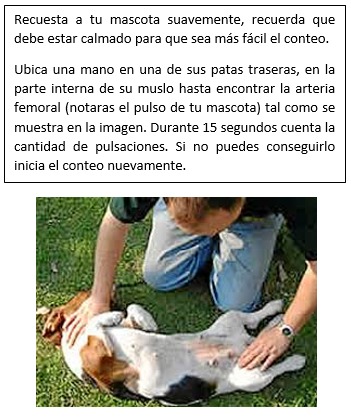 Recuesta a tu mascota suavemente, recuerda que
debe estar calmado para que sea más fácil el conteo.
Ubica una mano en una de sus patas traseras, en la
parte interna de su muslo hasta encontrar la arteria
femoral (notaras el pulso de tu mascota) tal como se
muestra en la imagen. Durante 15 segundos cuenta la
cantidad de pulsaciones. Si no puedes conseguirlo
inicia el conteo nuevamente.